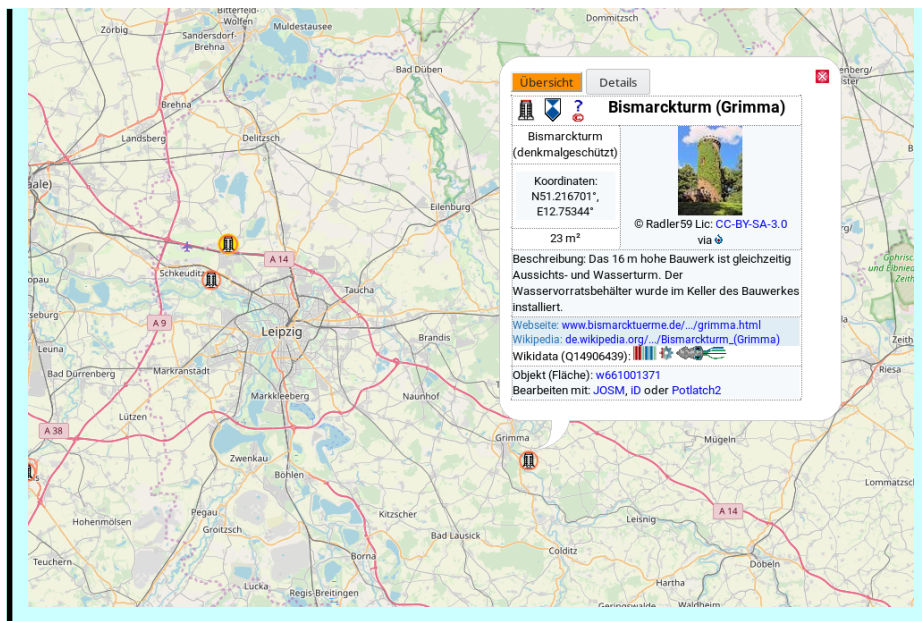 Bitterfeld-
Wolfen
Zörbig
Muldestausee
Sandersdorf-
Brehna
Dommitzsch
Bad Düben
Brehna
Landsberg
Delitzsch
aale)
Eilenburg
A 14
Schkeuditz
Taucha
A 9
Leipzig
Leuna
Brandis
Bad Dürrenberg
Markranstädt
Markkleeberg
Naunhof
Lützen
A 38
Grimma
Mügeln
Riesa
Zwenkau
Böhlen
Lommatzsc
Pegau
Kitzscher
A 14
Hohenmölsen
Groitzsch
Leisnig
Bad Lausick
Colditz
Teuchern
Borna
Döbeln
Lucka
Regis-Breitingen
Hartha
Geringswalde
Waldheim
Übersicht
Details
Bismarckturm (Grimma)
Bismarckturm
(denkmalgeschützt)
Koordinaten:
N51.216701°,
E12.75344°
23 m²
© Radler59 Lic: CC-BY-SA-3.0
via
Beschreibung: Das 16 m hohe Bauwerk ist gleichzeitig
Aussichts- und Wasserturm. Der
Wasservorratsbehälter wurde im Keller des Bauwerkes
installiert.
Webseite: www.bismarcktuerme.de/.../grimma.html
Wikipedia: de.wikipedia.org/.../Bismarckturm_(Grimma)
Wikidata (Q14906439):
Objekt (Fläche): w661001371
Bearbeiten mit: JOSM, iD oder Potlatch2